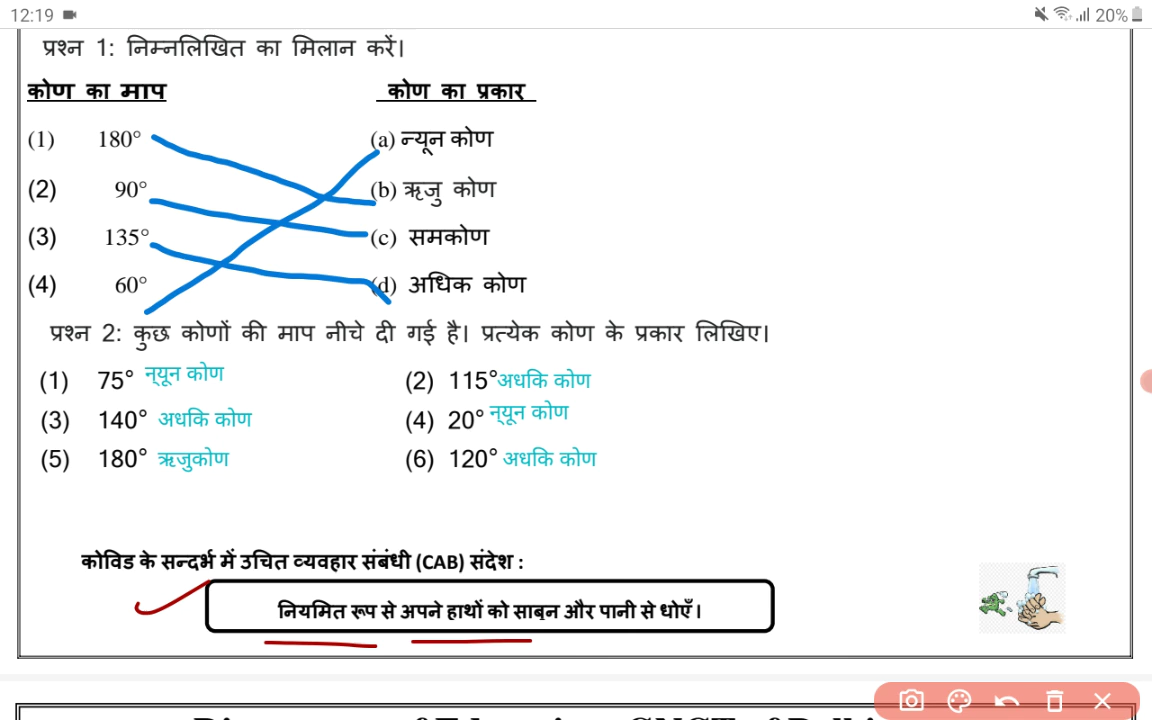 12:19 20%
प्रश्न 1: निम्नलिखित का मिलान करें।
कोण का माप कोण का प्रकार
(1) 180° (a) न्यून कोण
(2) 90° (b) ऋजु कोण
(3) 135° (c) समकोण
(4) 60° (d) अधिक कोण
प्रश्न 2: कुछ कोणों की माप नीचे दी गई है। प्रत्येक कोण के प्रकार लिखिए।
(1) 75° न्यून कोण (2) 115° अधकि कोण
(3) 140° अधकि कोण (4) 20° न्यून कोण
(5) 180° ऋजुकोण (6) 120° अधकि कोण
कोविड के सन्दर्भ में उचित व्यवहार संबंधी (CAB) संदेश :
नियमित रूप से अपने हाथों को साबुन और पानी से धोएँ।